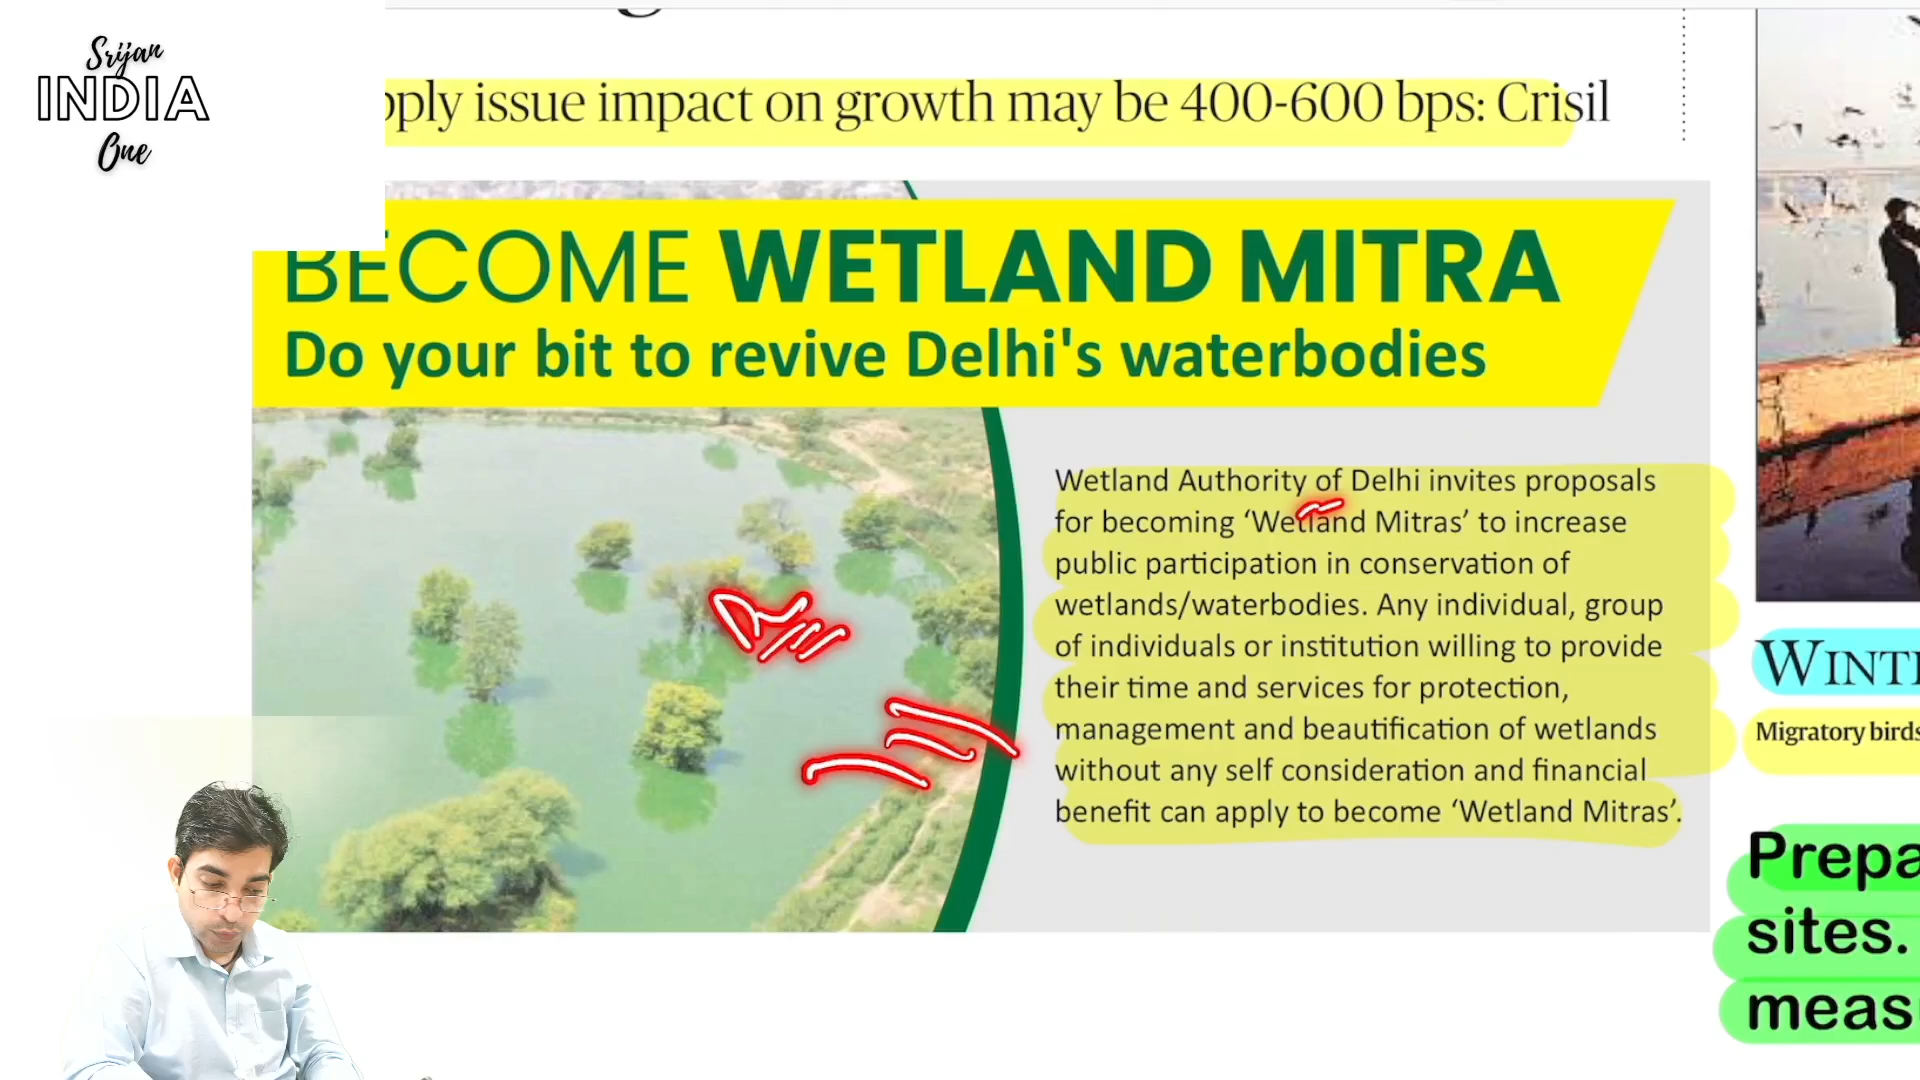 Srijan
INDIA
One
pply issue impact on growth may be 400-600 bps: Crisil
BECOME WETLAND MITRA
Do your bit to revive Delhi's waterbodies
Wetland Authority of Delhi invites proposals
for becoming ‘Wetland Mitras’ to increase
public participation in conservation of
wetlands/waterbodies. Any individual, group
of individuals or institution willing to provide
their time and services for protection,
management and beautification of wetlands
without any self consideration and financial
benefit can apply to become ‘Wetland Mitras’.
WINT
Migratory birds
Prepa
sites.
meas